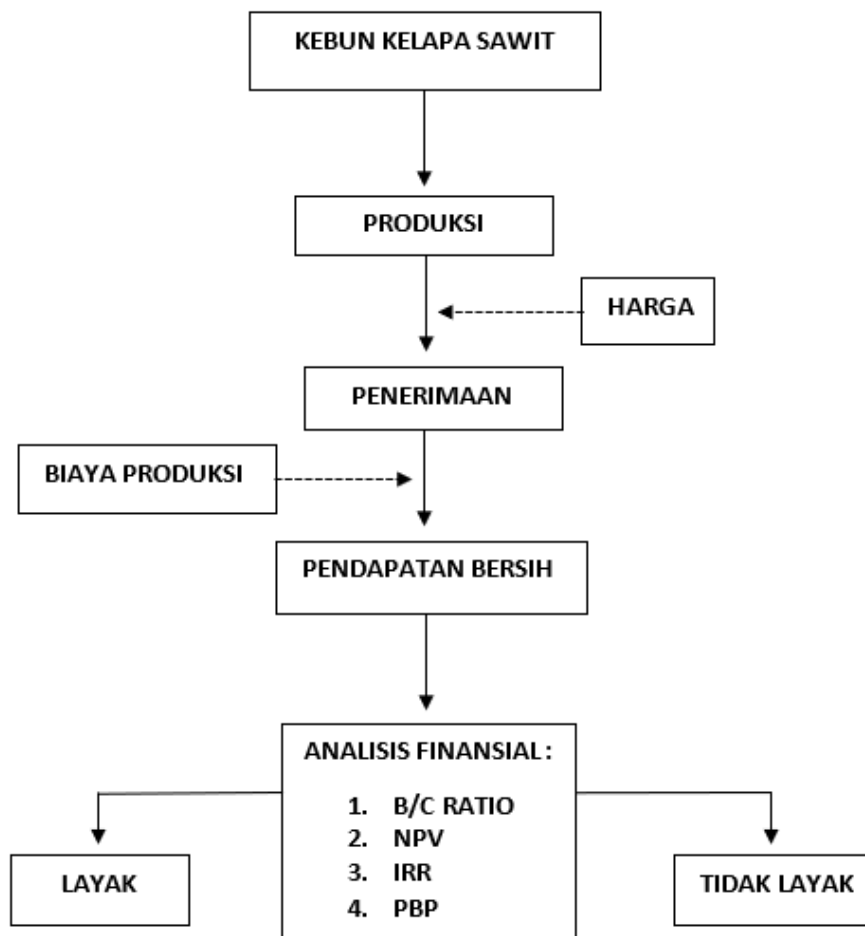 KEBUN KELAPA SAWIT
PRODUKSI
HARGA
PENERIMAAN
BIAYA PRODUKSI
PENDAPATAN BERSIH
ANALISIS FINANSIAL :
1. B/C RATIO
2. NPV
3. IRR
4. PBP
LAYAK
TIDAK LAYAK